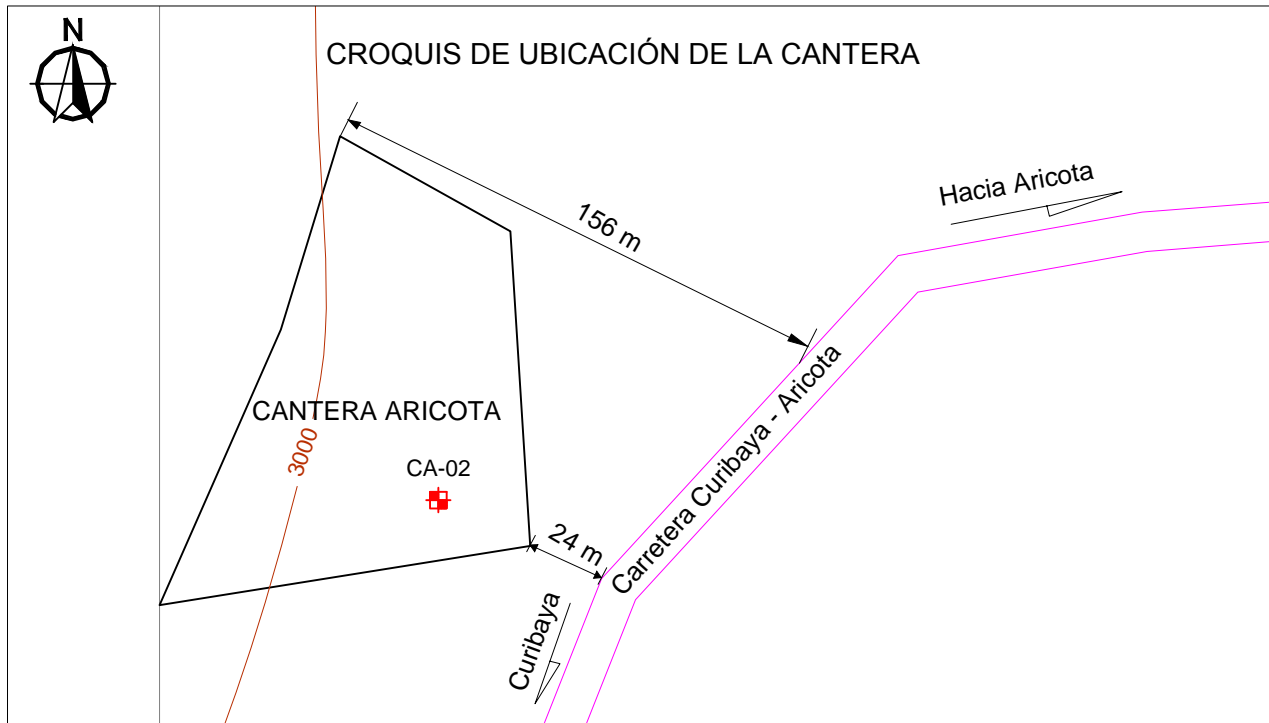 N
CROQUIS DE UBICACIÓN DE LA CANTERA
Hacia Aricota
156 m
CANTERA ARICOTA
3000
CA-02
24 m
Carretera Curibaya - Aricota
Curibaya